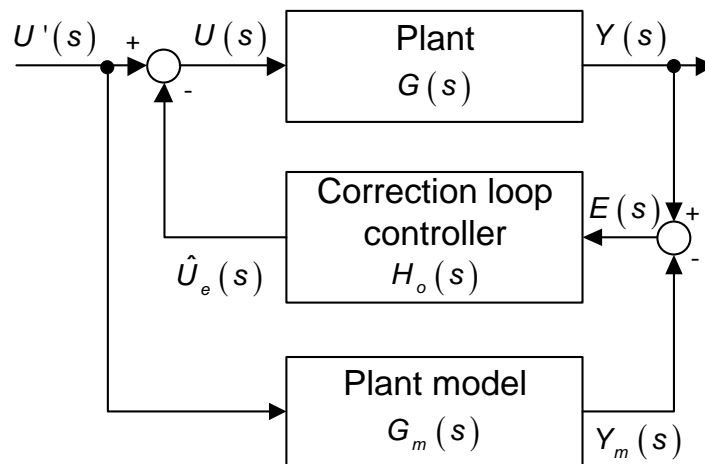 U '(s)
+
U (s)
-
Plant
G (s)
Y (s)
Correction loop
controller
H_o (s)
E (s)
+
-
Û_e (s)
Plant model
G_m (s)
Y_m (s)